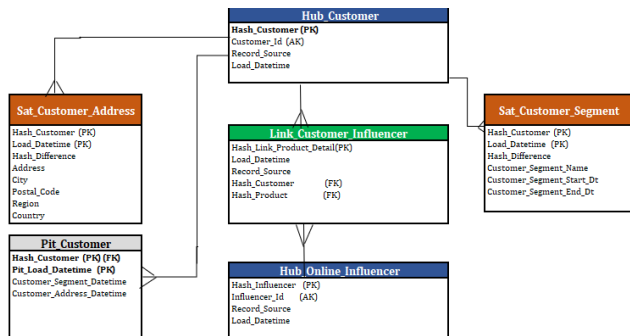 Hub_Customer
Hash_Customer (PK)
Customer_Id (AK)
Record_Source
Load_Datetime
Sat_Customer_Address
Hash_Customer (PK)
Load_Datetime (PK)
Hash_Difference
Address
City
Postal_Code
Region
Country
Link_Customer_Influencer
Hash_Link_Product_Detail(PK)
Load_Datetime
Record_Source
Hash_Customer (FK)
Hash_Product (FK)
Sat_Customer_Segment
Hash_Customer (PK)
Load_Datetime (PK)
Hash_Difference
Customer_Segment_Name
Customer_Segment_Start_Dt
Customer_Segment_End_Dt
Pit_Customer
Hash_Customer (PK) (FK)
Pit_Load_Datetime (PK)
Customer_Segment_Datetime
Customer_Address_Datetime
Hub_Online_Influencer
Hash_Influencer (PK)
Influencer_Id (AK)
Record_Source
Load_Datetime